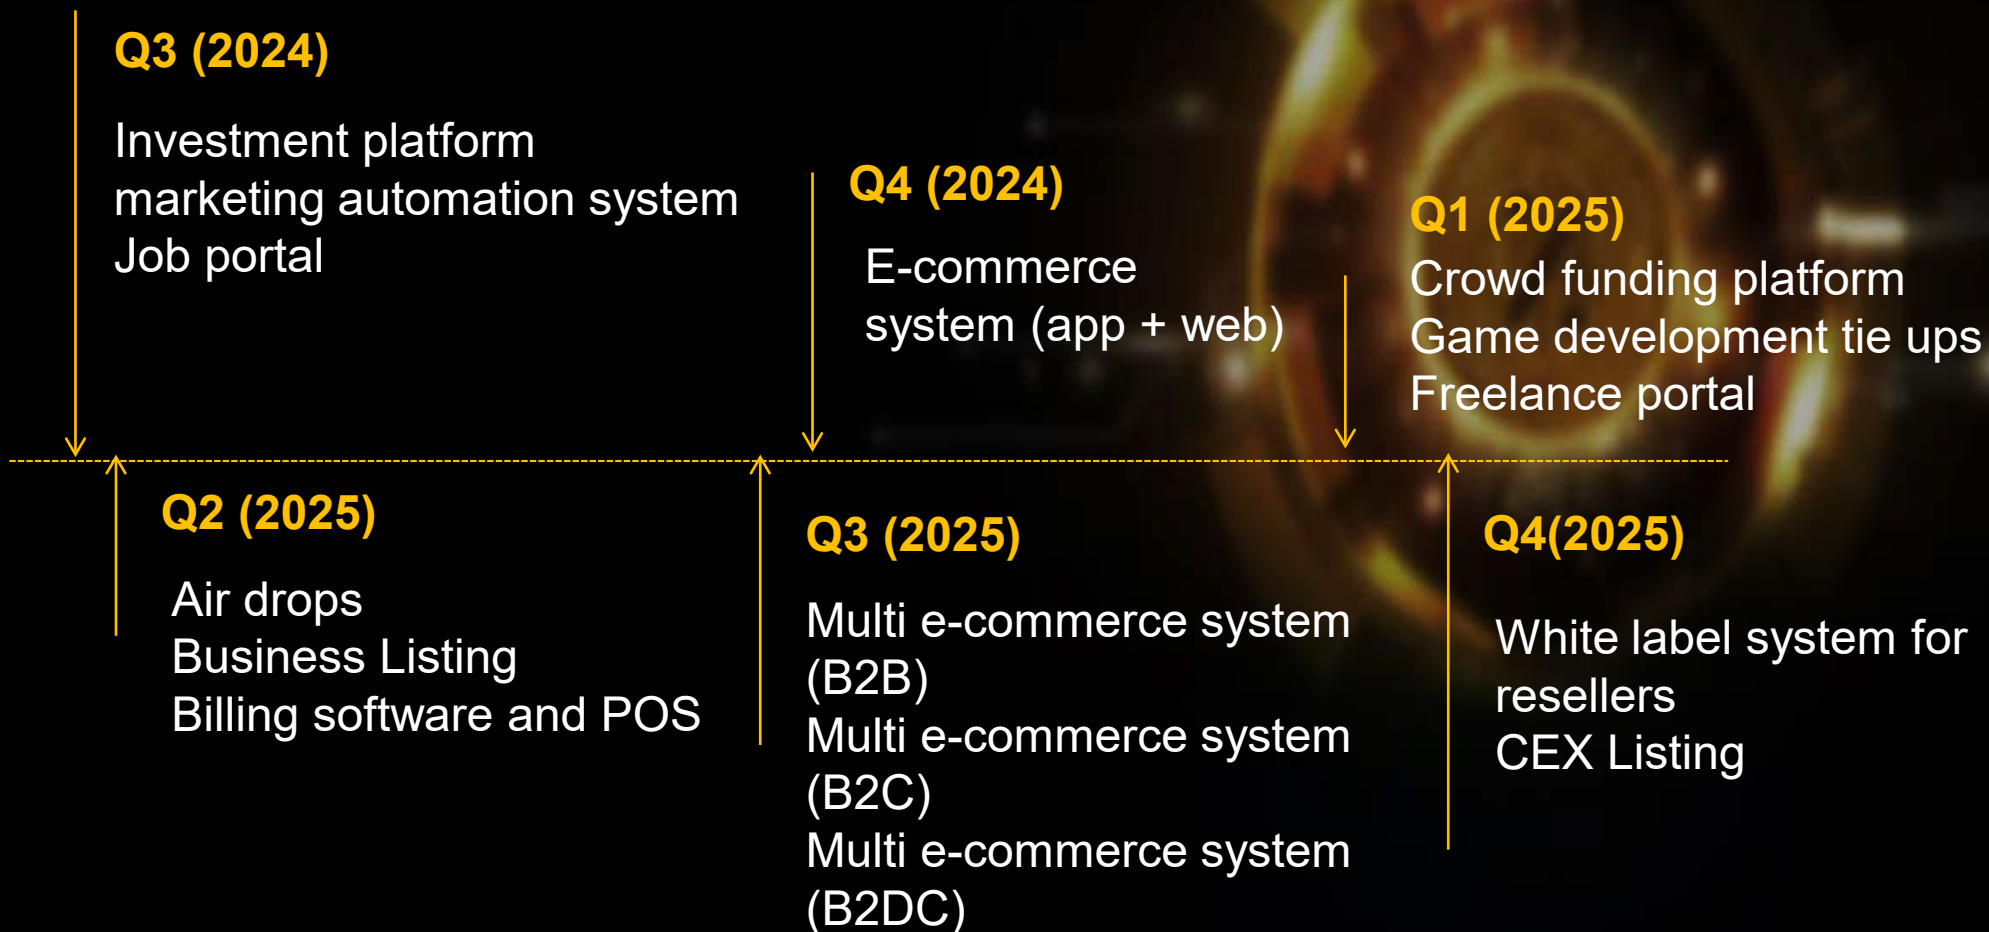 Q3 (2024)
Investment platform
marketing automation system
Job portal
Q4 (2024)
E-commerce
system (app + web)
Q1 (2025)
Crowd funding platform
Game development tie ups
Freelance portal
Q2 (2025)
Air drops
Business Listing
Billing software and POS
Q3 (2025)
Multi e-commerce system
(B2B)
Multi e-commerce system
(B2C)
Multi e-commerce system
(B2DC)
Q4(2025)
White label system for
resellers
CEX Listing